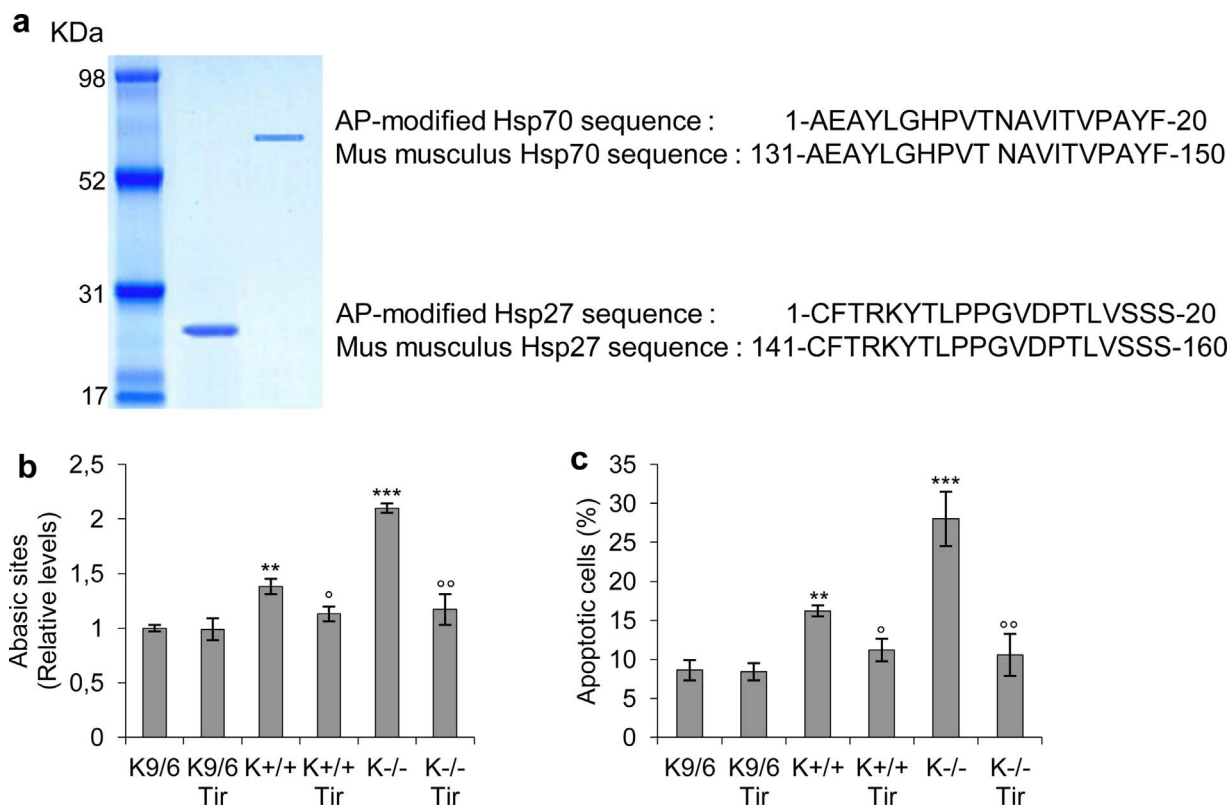 a
KDa
98
52
31
17
AP-modified Hsp70 sequence : 1-AEAYLGHPVTNAVITVPAYF-20
Mus musculus Hsp70 sequence : 131-AEAYLGHPVT NAVITVPAYF-150
AP-modified Hsp27 sequence : 1-CFTRKYTLPPGVDPTLVSSS-20
Mus musculus Hsp27 sequence : 141-CFTRKYTLPPGVDPTLVSSS-160
b
Abasic sites
(Relative levels)
2,5
2
1,5
1
0,5
0
**
°
***
°°
K9/6 K9/6 K+/+ K+/+ K-/- K-/-
Tir Tir Tir
c
Apoptotic cells (%)
35
30
25
20
15
10
5
0
**
°
***
°°
K9/6 K9/6 K+/+ K+/+ K-/- K-/-
Tir Tir Tir